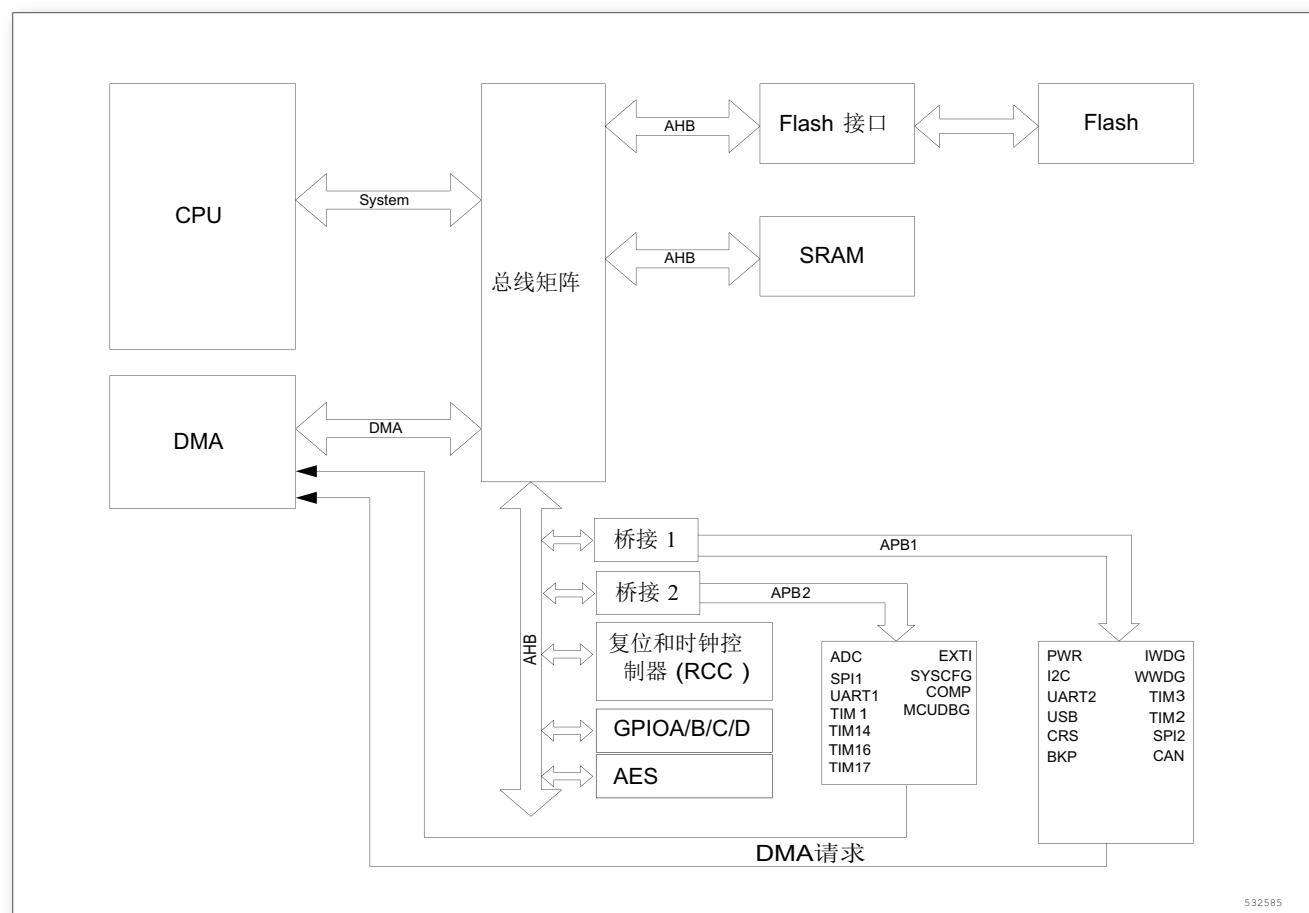 CPU
System
总线矩阵
AHB
Flash 接口
Flash
AHB
SRAM
DMA
DMA
AHB
桥接 1
APB1
桥接 2
APB2
复位和时钟控
制器 (RCC )
GPIOA/B/C/D
AES
ADC
SPI1
UART1
TIM 1
TIM14
TIM16
TIM17
EXTI
SYSCFG
COMP
MCUDBG
PWR
I2C
UART2
USB
CRS
BKP
IWDG
WWDG
TIM3
TIM2
SPI2
CAN
DMA请求
532585